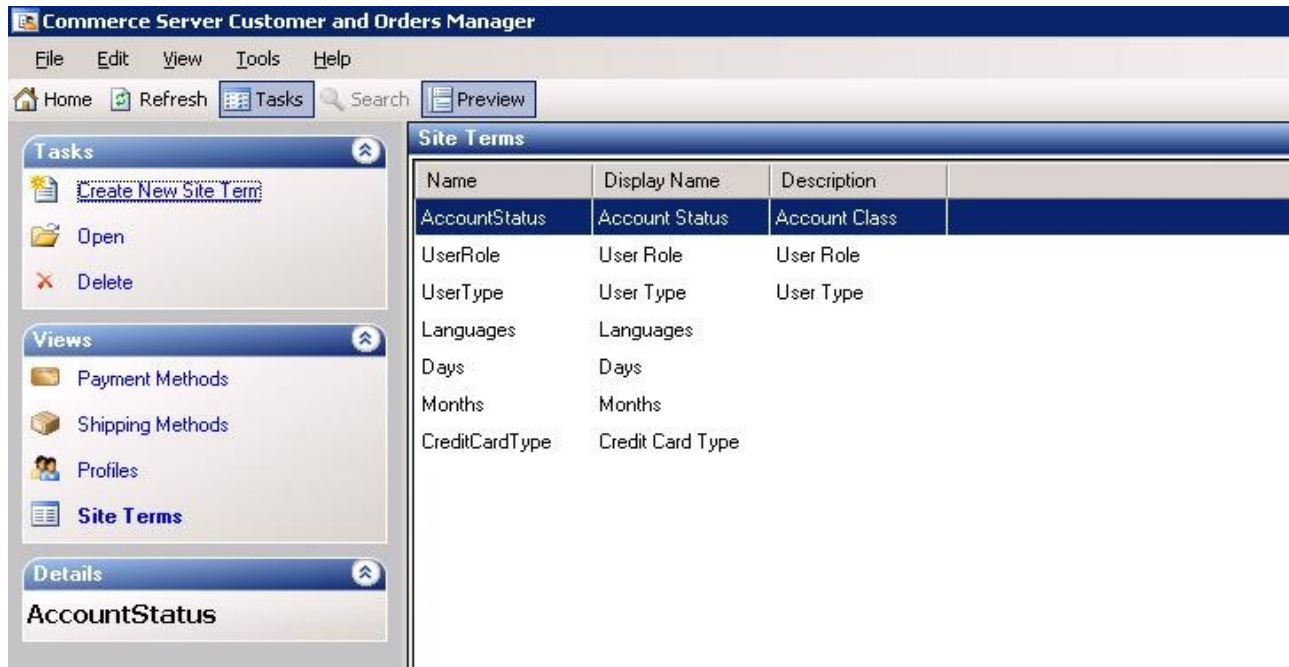 Commerce Server Customer and Orders Manager
File Edit View Tools Help
Home Refresh Tasks Search Preview
Tasks
Create New Site Term
Open
Delete
Views
Payment Methods
Shipping Methods
Profiles
Site Terms
Details
AccountStatus
Site Terms
Name Display Name Description
AccountStatus Account Status Account Class
UserRole User Role User Role
UserType User Type User Type
Languages Languages
Days Days
Months Months
CreditCardType Credit Card Type